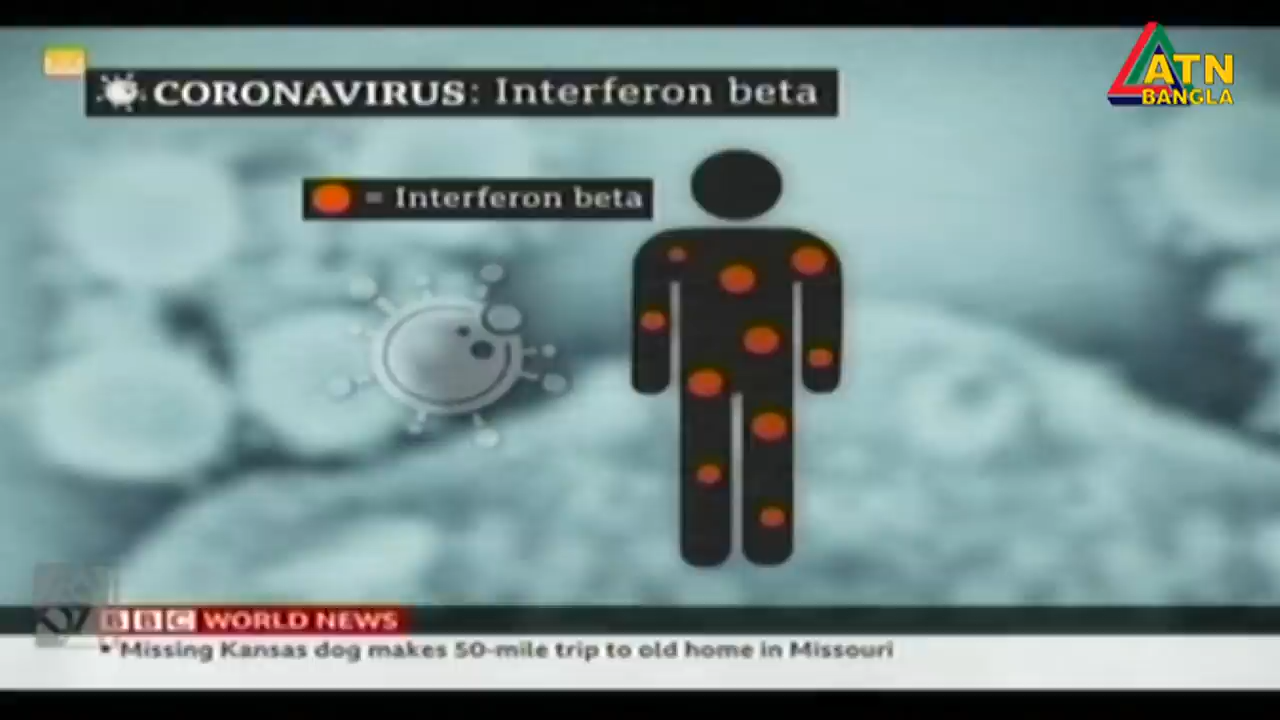 CORONAVIRUS: Interferon beta
ATN
BANGLA
= Interferon beta
BBC WORLD NEWS
Missing Kansas dog makes 50-mile trip to old home in Missouri